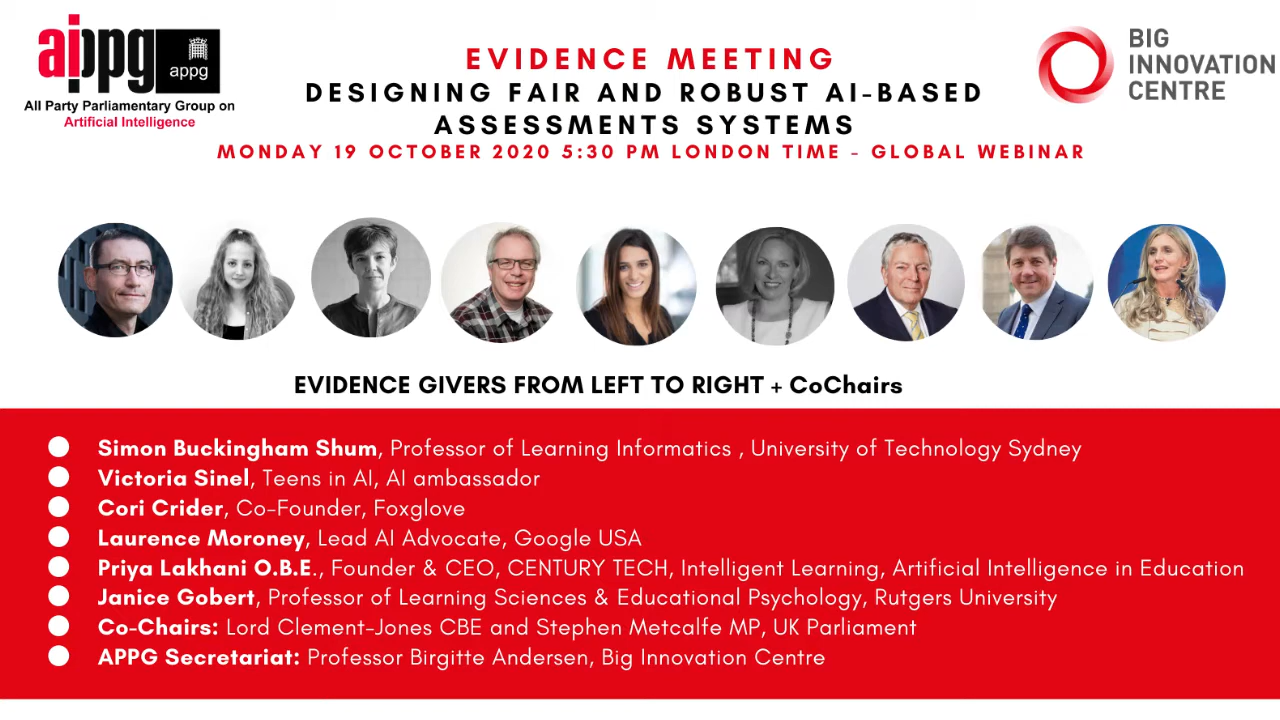 aippg
appg
All Party Parliamentary Group on
Artificial Intelligence
EVIDENCE MEETING
DESIGNING FAIR AND ROBUST AI-BASED
ASSESSMENTS SYSTEMS
MONDAY 19 OCTOBER 2020 5:30 PM LONDON TIME - GLOBAL WEBINAR
BIG
INNOVATION
CENTRE
EVIDENCE GIVERS FROM LEFT TO RIGHT + CoChairs
Simon Buckingham Shum, Professor of Learning Informatics , University of Technology Sydney
Victoria Sinel, Teens in AI, AI ambassador
Cori Crider, Co-Founder, Foxglove
Laurence Moroney, Lead AI Advocate, Google USA
Priya Lakhani O.B.E., Founder & CEO, CENTURY TECH, Intelligent Learning, Artificial Intelligence in Education
Janice Gobert, Professor of Learning Sciences & Educational Psychology, Rutgers University
Co-Chairs: Lord Clement-Jones CBE and Stephen Metcalfe MP, UK Parliament
APPG Secretariat: Professor Birgitte Andersen, Big Innovation Centre